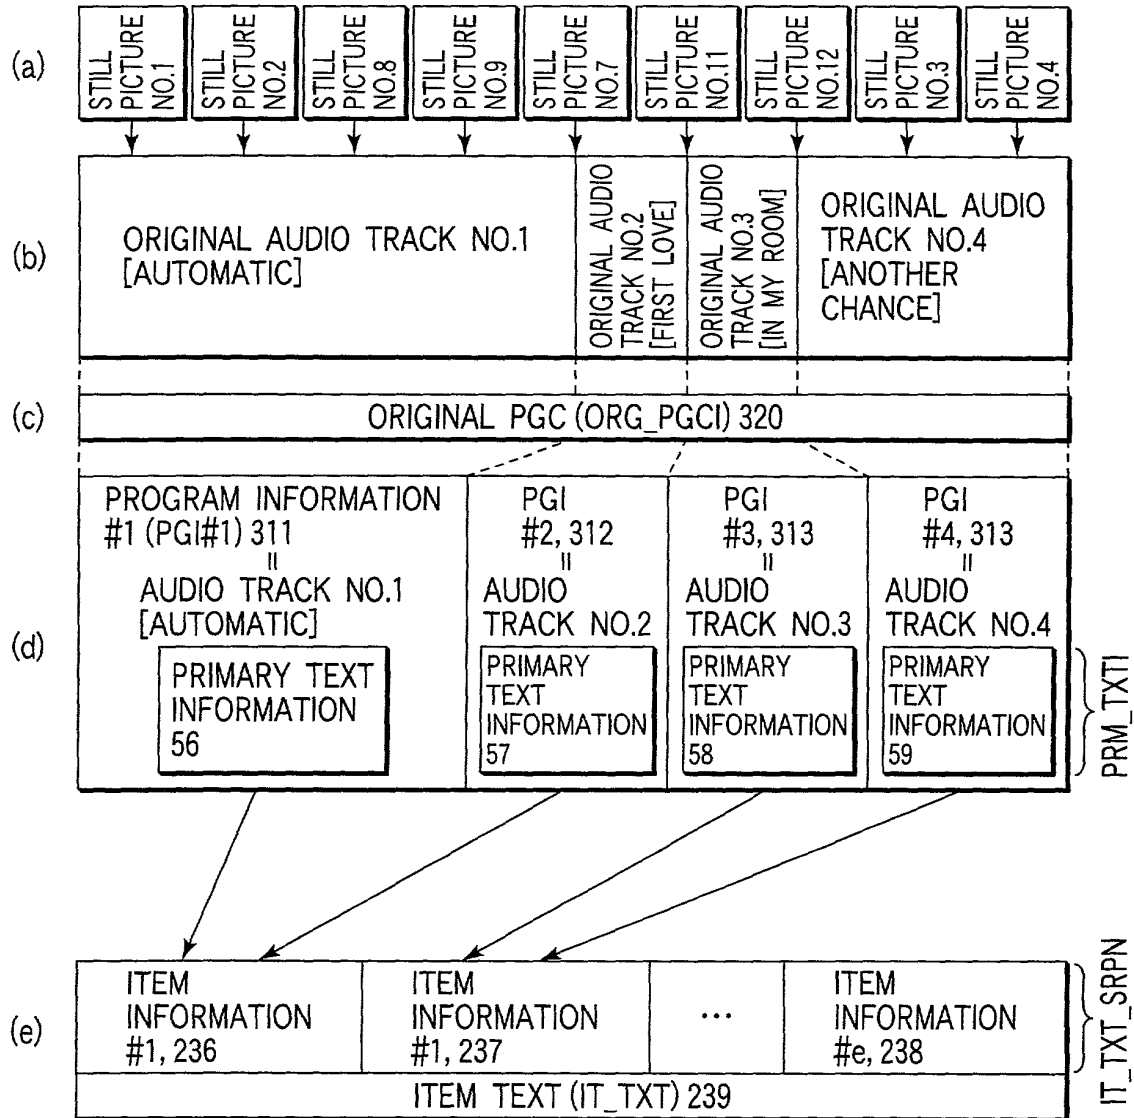 (a)
STILL
PICTURE
NO.1
STILL
PICTURE
NO.2
STILL
PICTURE
NO.8
STILL
PICTURE
NO.9
STILL
PICTURE
NO.7
STILL
PICTURE
NO.11
STILL
PICTURE
NO.12
STILL
PICTURE
NO.3
STILL
PICTURE
NO.4
(b)
ORIGINAL AUDIO TRACK NO.1
[AUTOMATIC]
ORIGINAL AUDIO
TRACK NO.2
[FIRST LOVE]
ORIGINAL AUDIO
TRACK NO.3
[IN MY ROOM]
ORIGINAL AUDIO
TRACK NO.4
[ANOTHER
CHANCE]
(c)
ORIGINAL PGC (ORG_PGCI) 320
(d)
PROGRAM INFORMATION
#1 (PGI#1) 311
=
AUDIO TRACK NO.1
[AUTOMATIC]
PRIMARY TEXT
INFORMATION
56
PGI
#2, 312
=
AUDIO
TRACK NO.2
PRIMARY
TEXT
INFORMATION
57
PGI
#3, 313
=
AUDIO
TRACK NO.3
PRIMARY
TEXT
INFORMATION
58
PGI
#4, 313
=
AUDIO
TRACK NO.4
PRIMARY
TEXT
INFORMATION
59
PRM_TXTI
(e)
ITEM
INFORMATION
#1, 236
ITEM
INFORMATION
#1, 237
...
ITEM
INFORMATION
#e, 238
IT_TXT_SRPN
ITEM TEXT (IT_TXT) 239